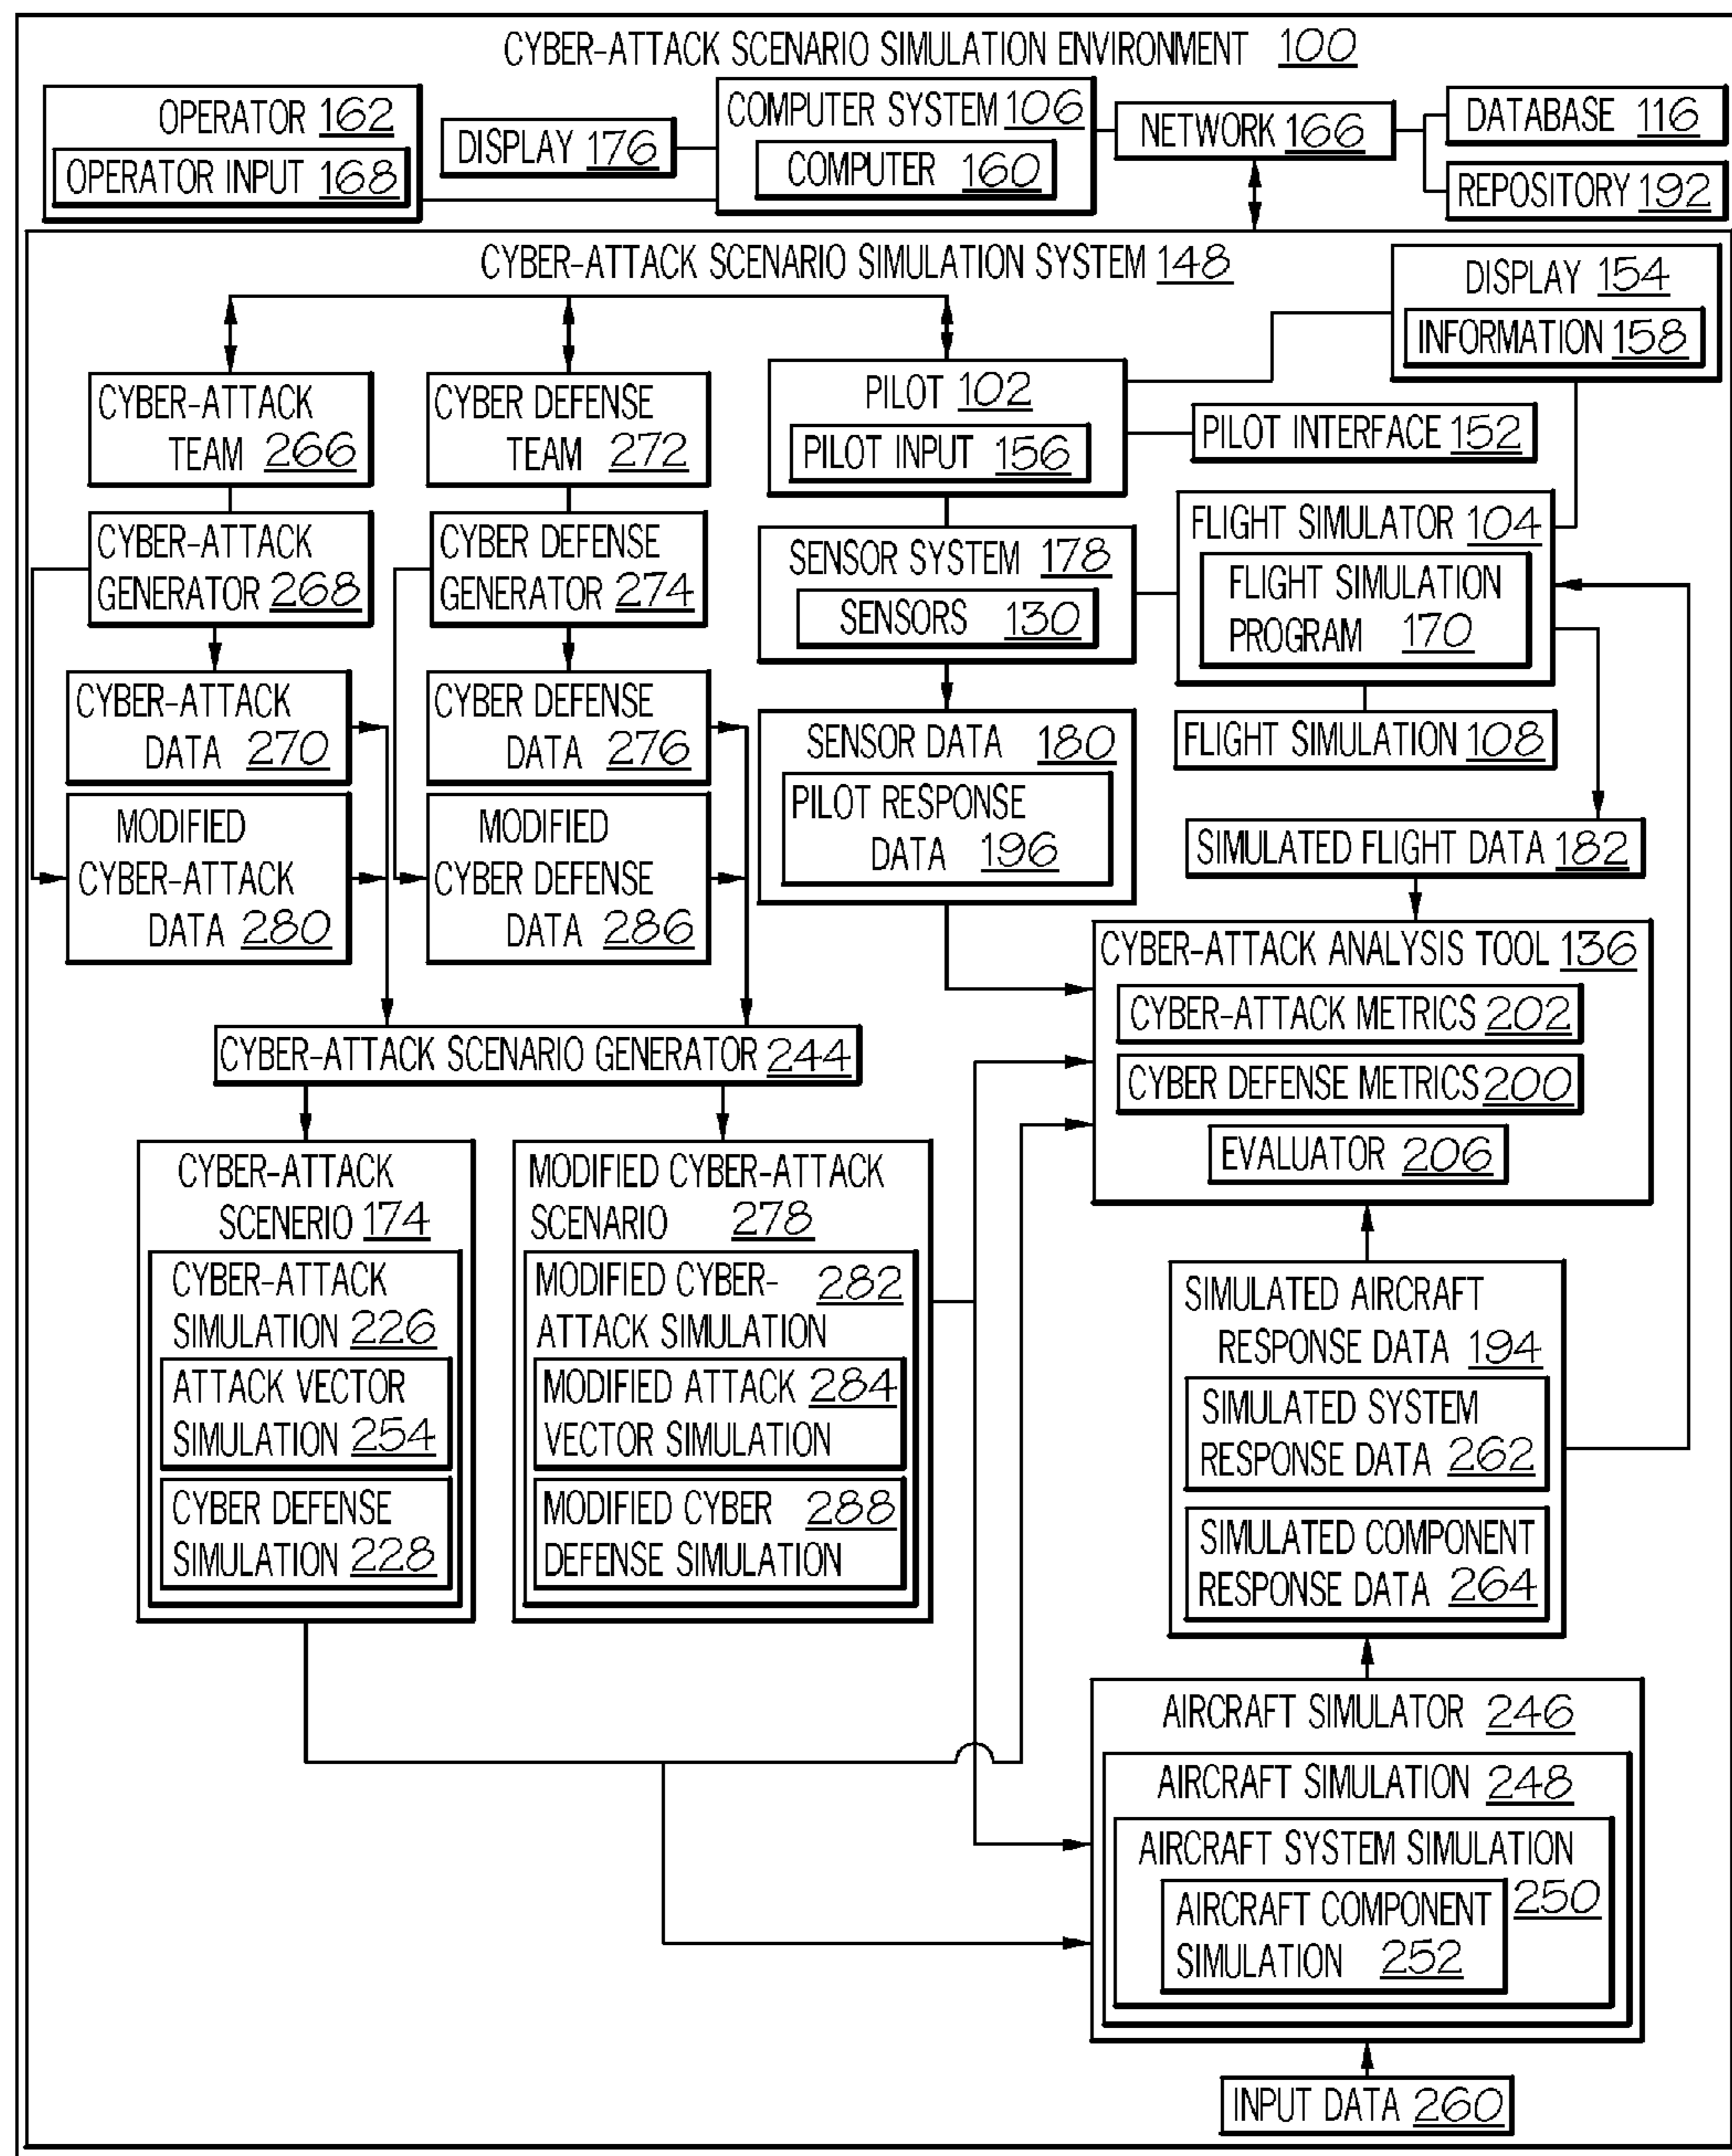 CYBER-ATTACK SCENARIO SIMULATION ENVIRONMENT 100
OPERATOR 162
OPERATOR INPUT 168
DISPLAY 176
COMPUTER SYSTEM 106
COMPUTER 160
NETWORK 166
DATABASE 116
REPOSITORY 192
CYBER-ATTACK SCENARIO SIMULATION SYSTEM 148
DISPLAY 154
INFORMATION 158
CYBER-ATTACK
TEAM 266
CYBER DEFENSE
TEAM 272
PILOT 102
PILOT INPUT 156
PILOT INTERFACE 152
CYBER-ATTACK
GENERATOR 268
CYBER DEFENSE
GENERATOR 274
SENSOR SYSTEM 178
SENSORS 130
FLIGHT SIMULATOR 104
FLIGHT SIMULATION
PROGRAM 170
FLIGHT SIMULATION 108
CYBER-ATTACK
DATA 270
CYBER DEFENSE
DATA 276
SENSOR DATA 180
PILOT RESPONSE
DATA 196
MODIFIED
CYBER-ATTACK
DATA 280
MODIFIED
CYBER DEFENSE
DATA 286
SIMULATED FLIGHT DATA 182
CYBER-ATTACK ANALYSIS TOOL 136
CYBER-ATTACK METRICS 202
CYBER DEFENSE METRICS 200
EVALUATOR 206
CYBER-ATTACK SCENARIO GENERATOR 244
CYBER-ATTACK
SCENERIO 174
CYBER-ATTACK
SIMULATION 226
ATTACK VECTOR
SIMULATION 254
CYBER DEFENSE
SIMULATION 228
MODIFIED CYBER-ATTACK
SCENARIO 278
MODIFIED CYBER- 282
ATTACK SIMULATION
MODIFIED ATTACK 284
VECTOR SIMULATION
MODIFIED CYBER 288
DEFENSE SIMULATION
SIMULATED AIRCRAFT
RESPONSE DATA 194
SIMULATED SYSTEM
RESPONSE DATA 262
SIMULATED COMPONENT
RESPONSE DATA 264
AIRCRAFT SIMULATOR 246
AIRCRAFT SIMULATION 248
AIRCRAFT SYSTEM SIMULATION
250
AIRCRAFT COMPONENT
SIMULATION 252
INPUT DATA 260